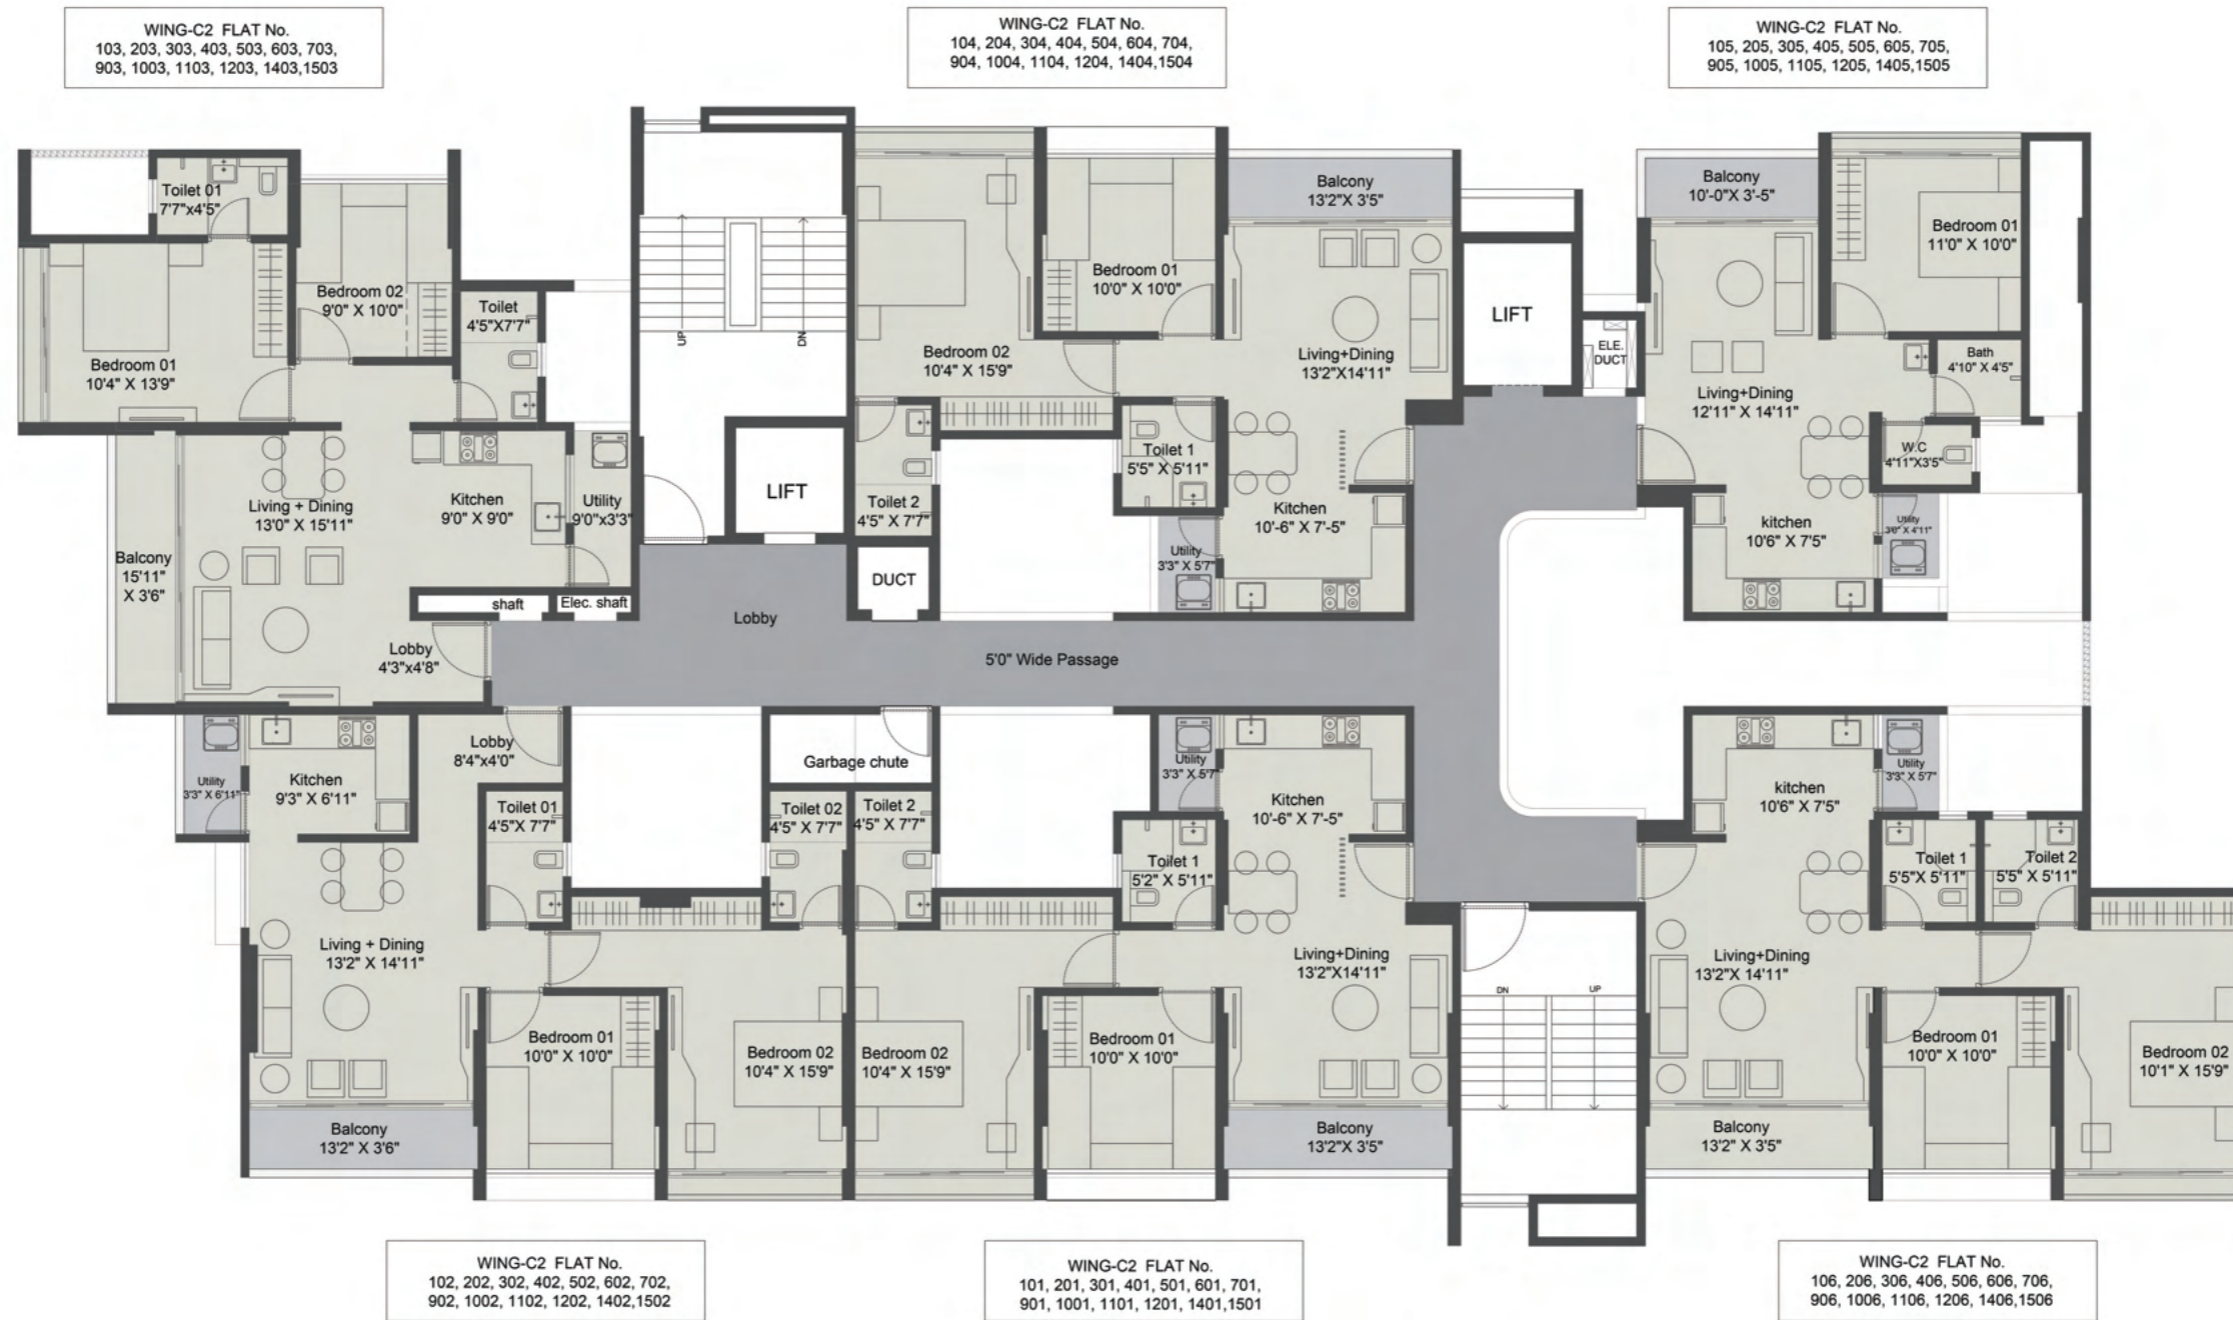 WING-C2 FLAT No.
103, 203, 303, 403, 503, 603, 703,
903, 1003, 1103, 1203, 1403,1503
WING-C2 FLAT No.
104, 204, 304, 404, 504, 604, 704,
904, 1004, 1104, 1204, 1404,1504
WING-C2 FLAT No.
105, 205, 305, 405, 505, 605, 705,
905, 1005, 1105, 1205, 1405,1505
Toilet 01
7'7"x4'5"
Bedroom 02
9'0" X 10'0"
Toilet
4'5"X7'7"
Bedroom 01
10'4" X 13'9"
Living + Dining
13'0" X 15'11"
Kitchen
9'0" X 9'0"
Utility
9'0"x3'3"
Balcony
15'11"
X 3'6"
shaft
Elec. shaft
Lobby
4'3"x4'8"
UP
DN
LIFT
DUCT
Lobby
5'0" Wide Passage
Bedroom 02
10'4" X 15'9"
Bedroom 01
10'0" X 10'0"
Balcony
13'2"X 3'5"
Living+Dining
13'2"X14'11"
Toilet 2
4'5" X 7'7"
Toilet 1
5'5" X 5'11"
Kitchen
10'-6" X 7'-5"
Utility
3'3" X 5'7"
LIFT
ELE.
DUCT
Balcony
10'-0"X 3'-5"
Bedroom 01
11'0" X 10'0"
Bath
4'10" X 4'5"
Living+Dining
12'11" X 14'11"
W.C
4'11"X3'5"
kitchen
10'6" X 7'5"
Utility
3'6" X 4'11"
Utility
3'3" X 6'11"
Kitchen
9'3" X 6'11"
Lobby
8'4"x4'0"
Toilet 01
4'5"X 7'7"
Living + Dining
13'2" X 14'11"
Balcony
13'2" X 3'6"
Bedroom 01
10'0" X 10'0"
Bedroom 02
10'4" X 15'9"
Garbage chute
Toilet 02
4'5" X 7'7"
Toilet 2
4'5" X 7'7"
Utility
3'3" X 5'7"
Kitchen
10'-6" X 7'-5"
Toilet 1
5'2" X 5'11"
Living+Dining
13'2"X14'11"
Bedroom 02
10'4" X 15'9"
Bedroom 01
10'0" X 10'0"
Balcony
13'2"X 3'5"
DN
UP
kitchen
10'6" X 7'5"
Utility
3'3" X 5'7"
Toilet 1
5'5"X 5'11"
Toilet 2
5'5" X 5'11"
Living+Dining
13'2"X 14'11"
Bedroom 01
10'0" X 10'0"
Bedroom 02
10'1" X 15'9"
Balcony
13'2" X 3'5"
WING-C2 FLAT No.
102, 202, 302, 402, 502, 602, 702,
902, 1002, 1102, 1202, 1402,1502
WING-C2 FLAT No.
101, 201, 301, 401, 501, 601, 701,
901, 1001, 1101, 1201, 1401,1501
WING-C2 FLAT No.
106, 206, 306, 406, 506, 606, 706,
906, 1006, 1106, 1206, 1406,1506